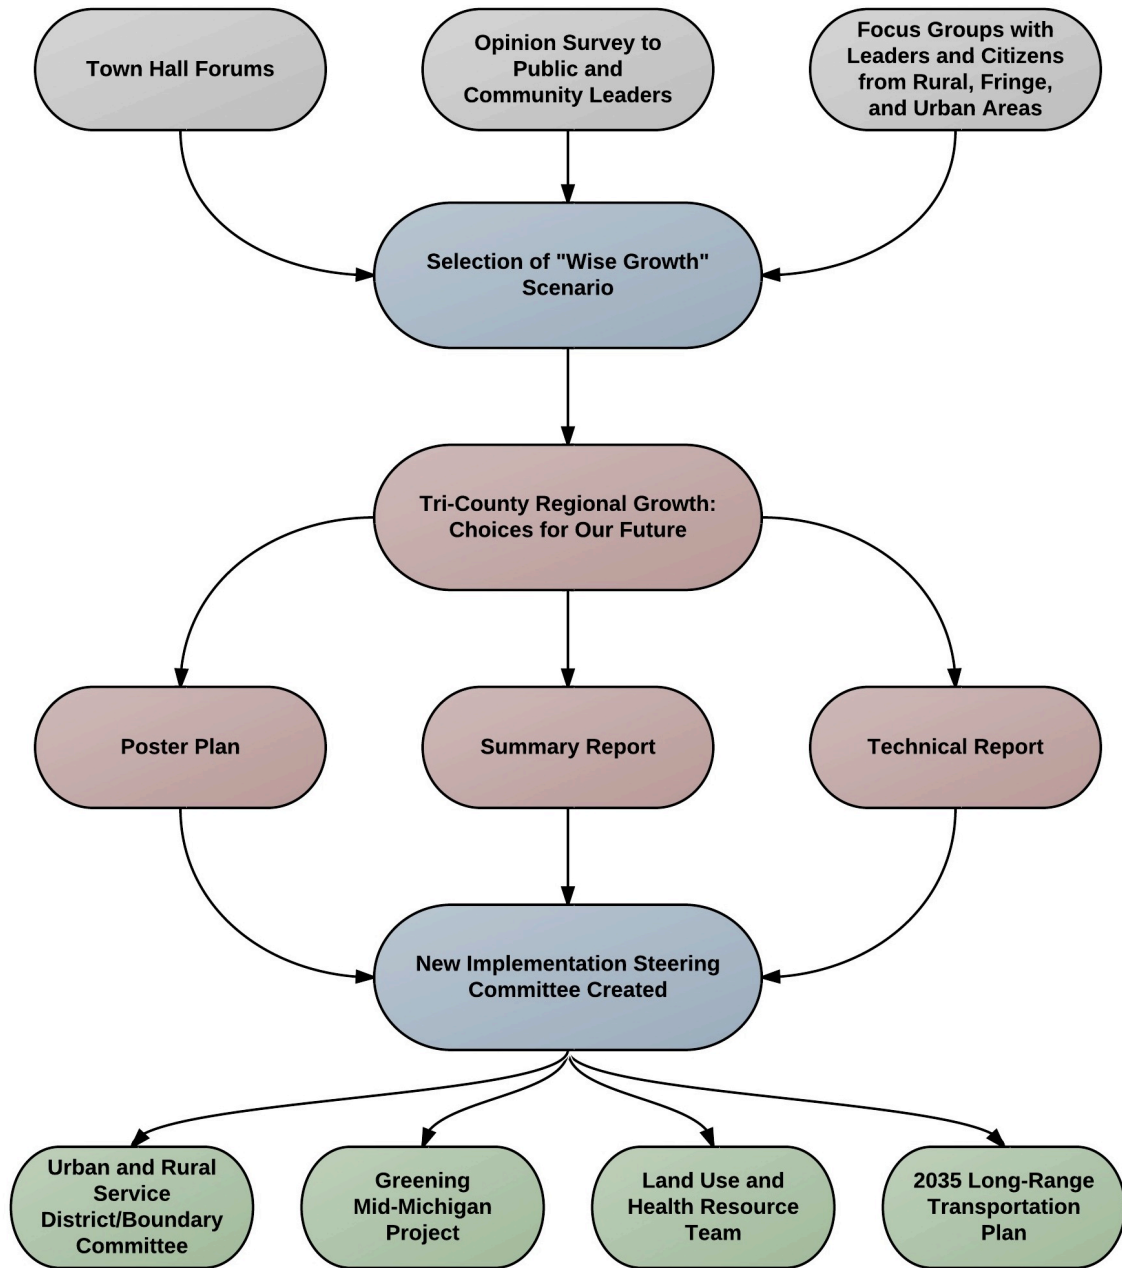 Town Hall Forums
Opinion Survey to
Public and
Community Leaders
Focus Groups with
Leaders and Citizens
from Rural, Fringe,
and Urban Areas
Selection of "Wise Growth"
Scenario
Tri-County Regional Growth:
Choices for Our Future
Poster Plan
Summary Report
Technical Report
New Implementation Steering
Committee Created
Urban and Rural
Service
District/Boundary
Committee
Greening
Mid-Michigan
Project
Land Use and
Health Resource
Team
2035 Long-Range
Transportation
Plan